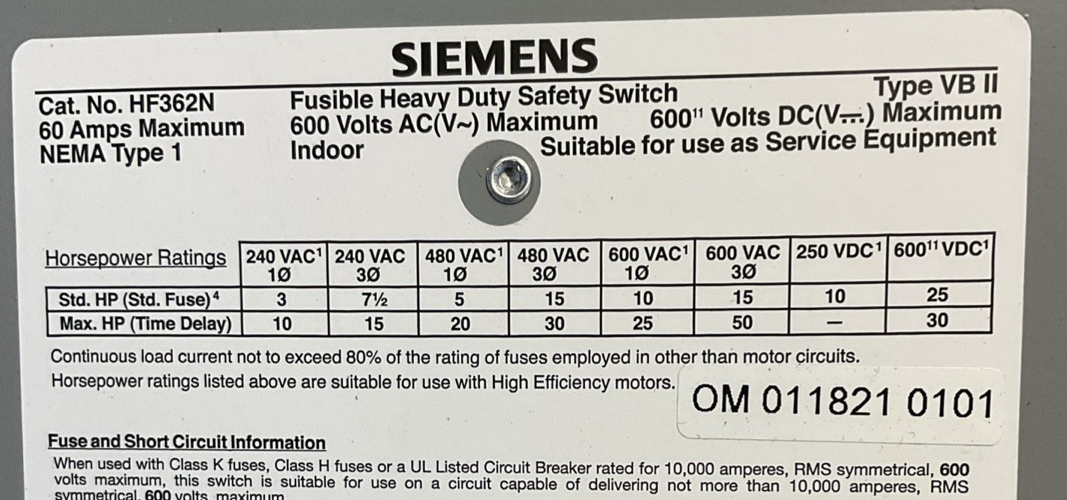 SIEMENS
Cat. No. HF362N Fusible Heavy Duty Safety Switch Type VB II
60 Amps Maximum 600 Volts AC(V~) Maximum 600¹¹ Volts DC(V⎓) Maximum
NEMA Type 1 Indoor Suitable for use as Service Equipment
Horsepower Ratings 240 VAC¹ 240 VAC 480 VAC¹ 480 VAC 600 VAC¹ 600 VAC 250 VDC¹ 600¹¹ VDC¹
1Ø 3Ø 1Ø 3Ø 1Ø 3Ø
Std. HP (Std. Fuse)⁴ 3 7½ 5 15 10 15 10 25
Max. HP (Time Delay) 10 15 20 30 25 50 — 30
Continuous load current not to exceed 80% of the rating of fuses employed in other than motor circuits.
Horsepower ratings listed above are suitable for use with High Efficiency motors.
OM 011821 0101
Fuse and Short Circuit Information
When used with Class K fuses, Class H fuses or a UL Listed Circuit Breaker rated for 10,000 amperes, RMS symmetrical, 600
volts maximum, this switch is suitable for use on a circuit capable of delivering not more than 10,000 amperes, RMS
symmetrical, 600 volts maximum